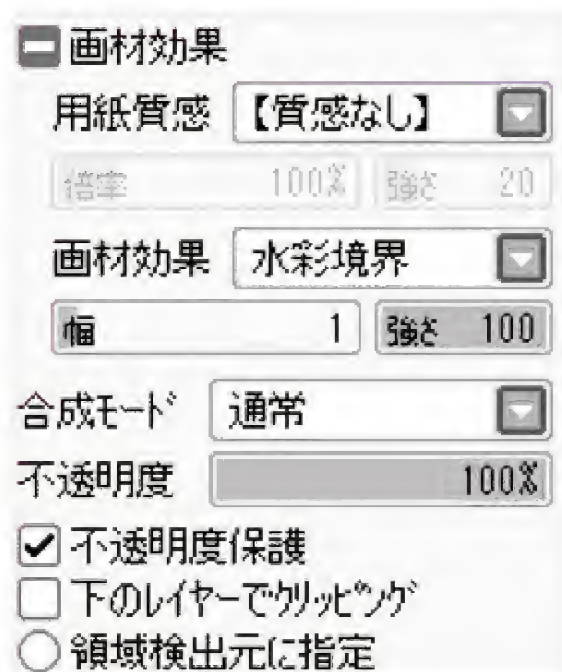 画材効果
用紙質感 【質感なし】
倍率 100% 強さ 20
画材効果 水彩境界
幅 1 強さ 100
合成モード 通常
不透明度 100%
不透明度保護
下のレイヤーでクリッピング
領域検出元に指定